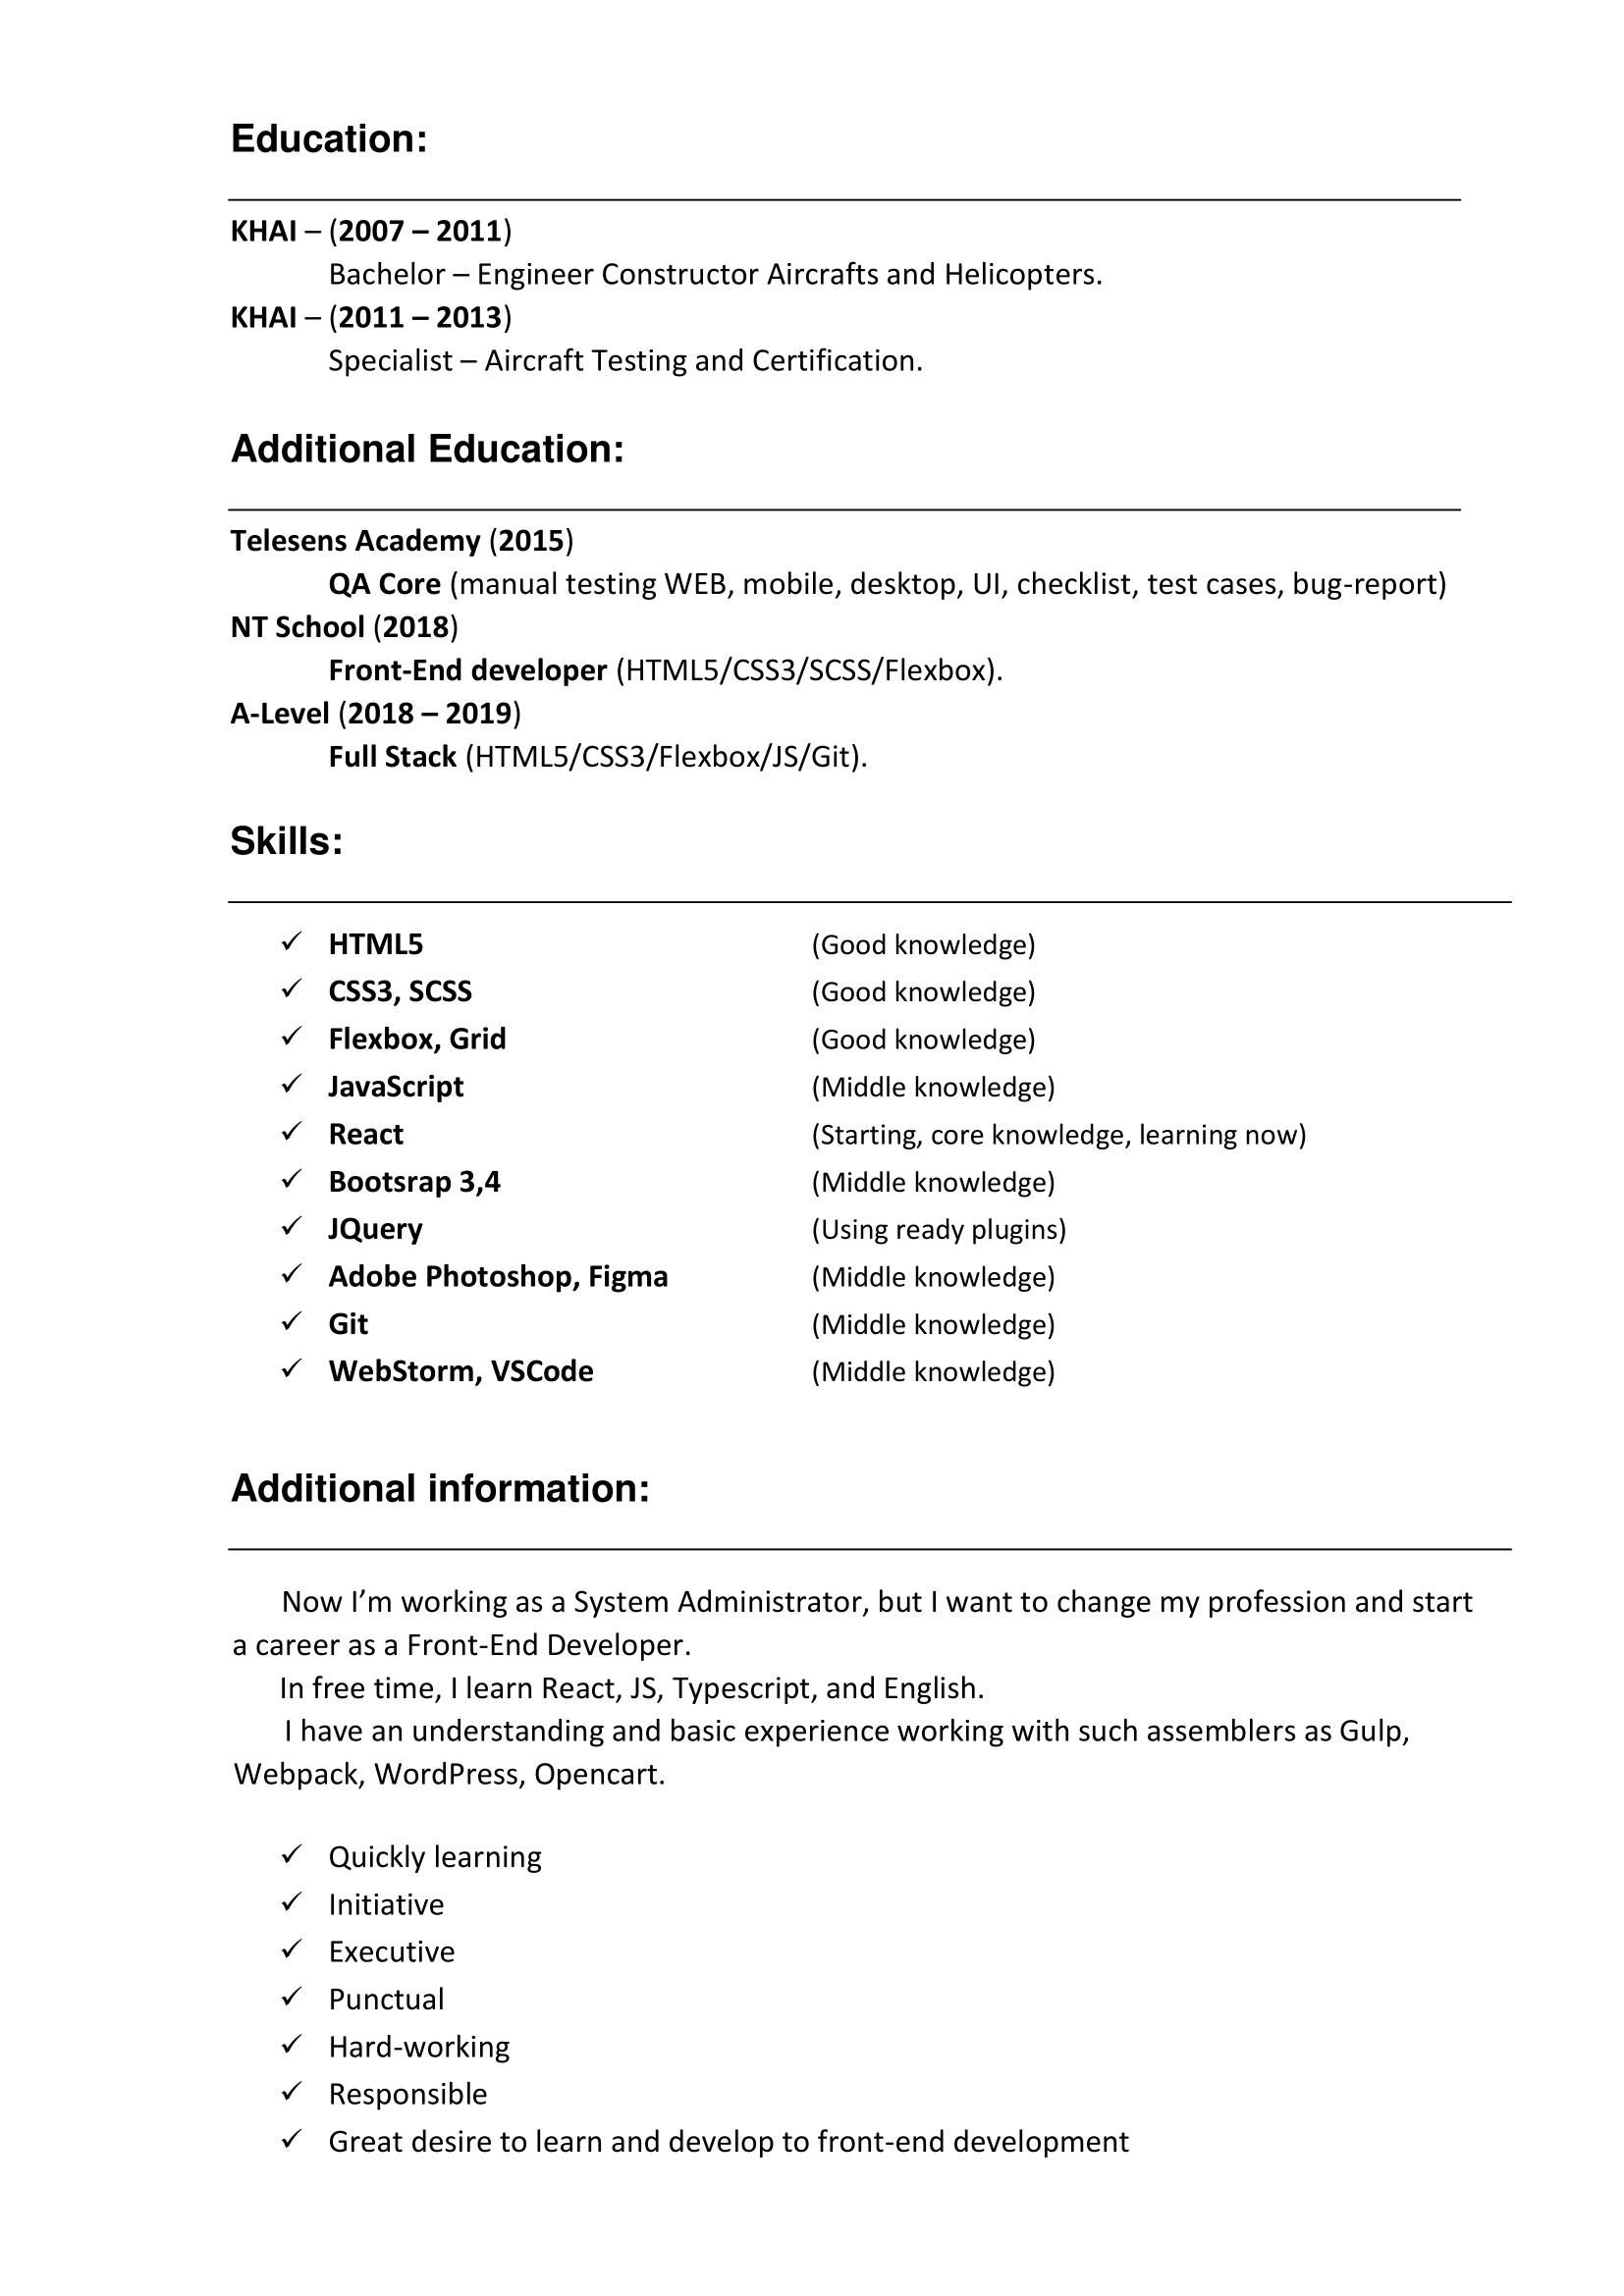 Education:
KHAI – (2007 – 2011)
Bachelor – Engineer Constructor Aircrafts and Helicopters.
KHAI – (2011 – 2013)
Specialist – Aircraft Testing and Certification.
Additional Education:
Telesens Academy (2015)
QA Core (manual testing WEB, mobile, desktop, UI, checklist, test cases, bug-report)
NT School (2018)
Front-End developer (HTML5/CSS3/SCSS/Flexbox).
A-Level (2018 – 2019)
Full Stack (HTML5/CSS3/Flexbox/JS/Git).
Skills:
✓ HTML5 (Good knowledge)
✓ CSS3, SCSS (Good knowledge)
✓ Flexbox, Grid (Good knowledge)
✓ JavaScript (Middle knowledge)
✓ React (Starting, core knowledge, learning now)
✓ Bootsrap 3,4 (Middle knowledge)
✓ JQuery (Using ready plugins)
✓ Adobe Photoshop, Figma (Middle knowledge)
✓ Git (Middle knowledge)
✓ WebStorm, VSCode (Middle knowledge)
Additional information:
Now I’m working as a System Administrator, but I want to change my profession and start
a career as a Front-End Developer.
In free time, I learn React, JS, Typescript, and English.
I have an understanding and basic experience working with such assemblers as Gulp,
Webpack, WordPress, Opencart.
✓ Quickly learning
✓ Initiative
✓ Executive
✓ Punctual
✓ Hard-working
✓ Responsible
✓ Great desire to learn and develop to front-end development